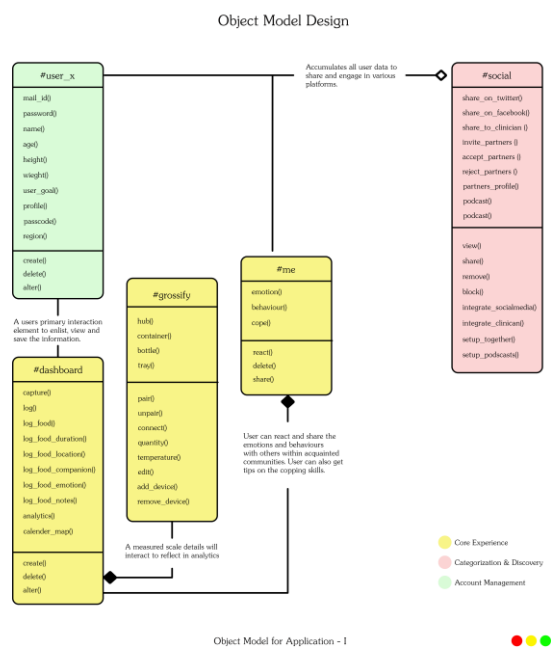 Object Model Design
#user_x
mail_id()
password()
name()
age()
height()
wieght()
user_goal()
profile()
passcode()
region()
create()
delete()
alter()
A users primary interaction
element to enlist, view and
save the information.
#dashboard
capture()
log()
log_food()
log_food_duration()
log_food_location()
log_food_companion()
log_food_emotion()
log_food_notes()
analytics()
calender_map()
create()
delete()
alter()
#grossify
hub()
container()
bottle()
tray()
pair()
unpair()
connect()
quantity()
temperature()
edit()
add_device()
remove_device()
A measured scale details will
interact to reflect in analytics
#me
emotion()
behaviour()
cope()
react()
delete()
share()
User can react and share the
emotions and behaviours
with others within acquainted
communities. User can also get
tips on the copping skills.
Accumulates all user data to
share and engage in various
platforms.
#social
share_on_twitter()
share_on_facebook()
share_to_clinician ()
invite_partners ()
accept_partners ()
reject_partners ()
partners_profile()
podcast()
podcast()
view()
share()
remove()
block()
integrate_socialmedia()
integrate_clinican()
setup_together()
setup_podscasts()
Core Experience
Categorization & Discovery
Account Management
Object Model for Application - I